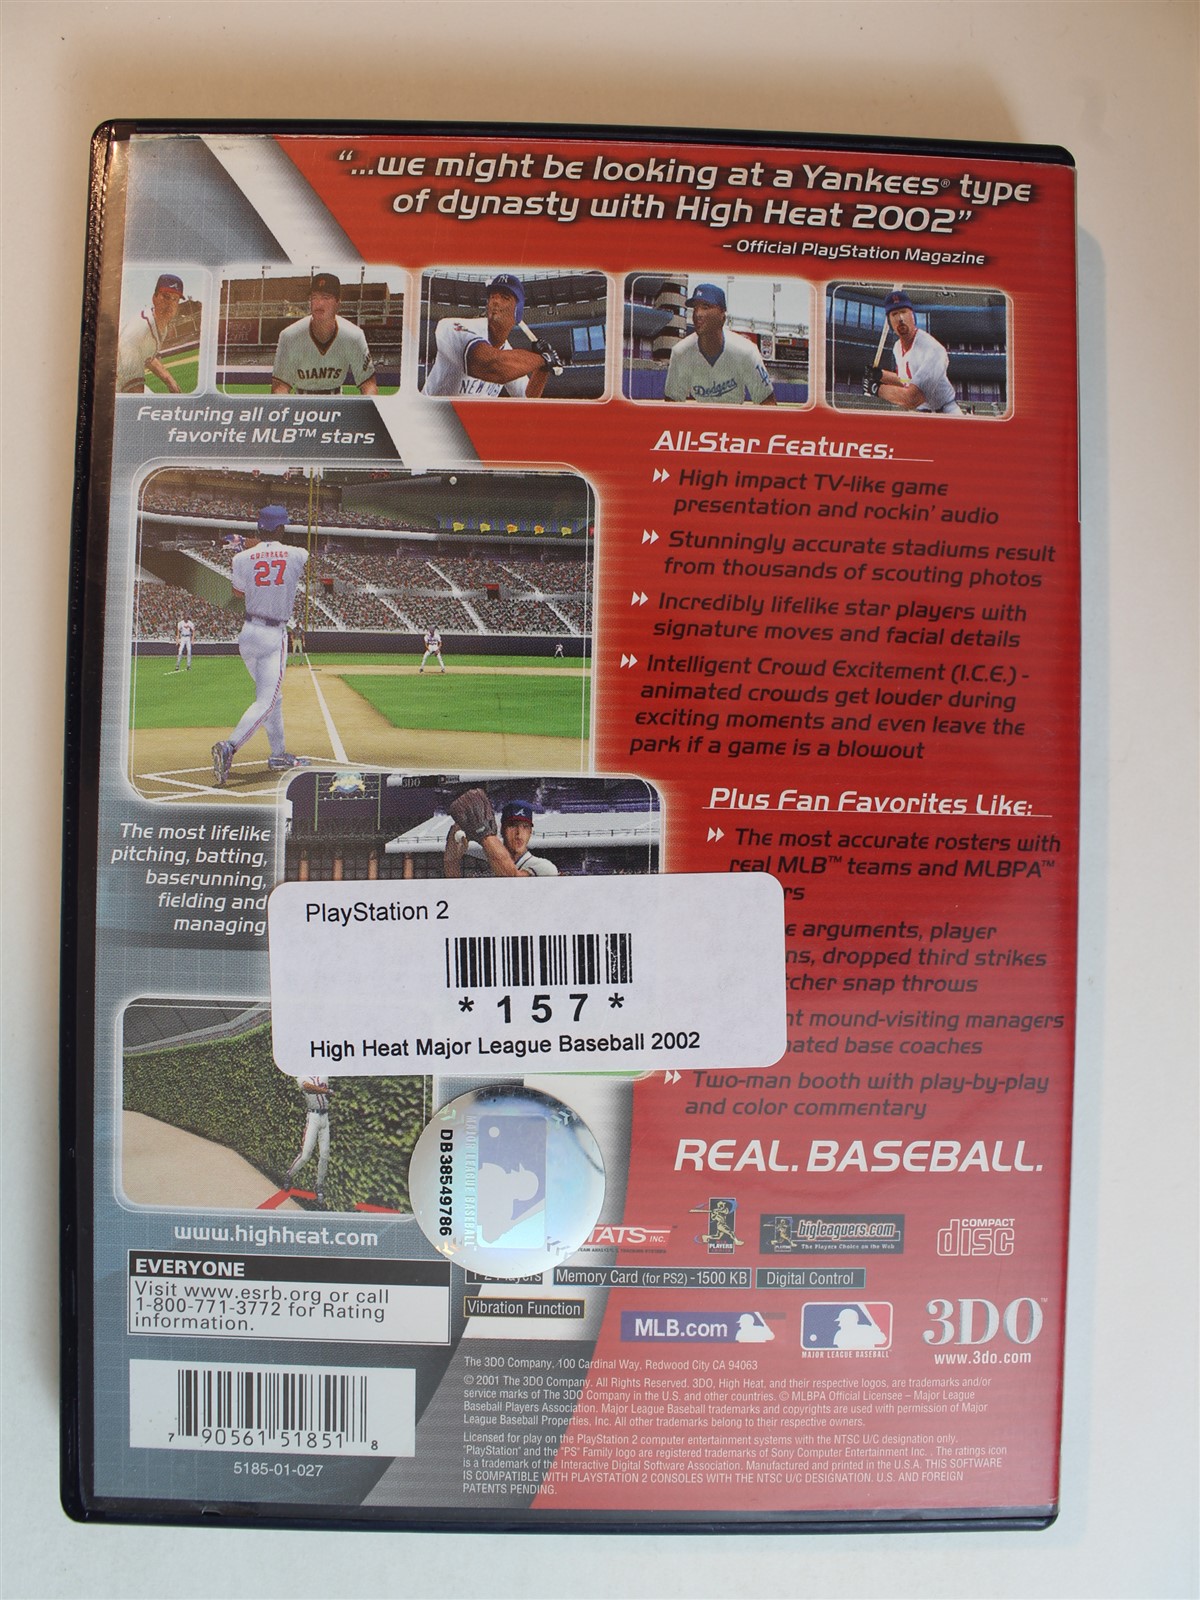 “...we might be looking at a Yankees® type
of dynasty with High Heat 2002”
– Official PlayStation Magazine
GIANTS
NEW
Dodgers
Featuring all of your
favorite MLB™ stars
All-Star Features:
High impact TV-like game
presentation and rockin' audio
Stunningly accurate stadiums result
from thousands of scouting photos
Incredibly lifelike star players with
signature moves and facial details
Intelligent Crowd Excitement (I.C.E.) -
animated crowds get louder during
exciting moments and even leave the
park if a game is a blowout
27
3DO
The most lifelike
pitching, batting,
baserunning,
fielding and
managing
Plus Fan Favorites Like:
The most accurate rosters with
real MLB™ teams and MLBPA™
arguments, player
dropped third strikes
snap throws
mound-visiting managers
base coaches
Two-man booth with play-by-play
and color commentary
PlayStation 2
*157*
High Heat Major League Baseball 2002
REAL. BASEBALL.
DB38549786
MAJOR LEAGUE BASEBALL
www.highheat.com
INC.
PLAYERS
bigleaguers.com
The Players Choice on the Web
COMPACT
disc
EVERYONE
Visit www.esrb.org or call
1-800-771-3772 for Rating
information.
Players
Memory Card (for PS2) - 1500 KB
Digital Control
Vibration Function
MLB.com
MAJOR LEAGUE BASEBALL
3DO™
www.3do.com
The 3DO Company, 100 Cardinal Way, Redwood City CA 94063
© 2001 The 3DO Company. All Rights Reserved. 3DO, High Heat, and their respective logos, are trademarks and/or
service marks of The 3DO Company in the U.S. and other countries. © MLBPA Official Licensee – Major League
Baseball Players Association. Major League Baseball trademarks and copyrights are used with permission of Major
League Baseball Properties, Inc. All other trademarks belong to their respective owners.
Licensed for play on the PlayStation 2 computer entertainment systems with the NTSC U/C designation only.
"PlayStation" and the "PS" Family logo are registered trademarks of Sony Computer Entertainment Inc. . The ratings icon
is a trademark of the Interactive Digital Software Association. Manufactured and printed in the U.S.A. THIS SOFTWARE
IS COMPATIBLE WITH PLAYSTATION 2 CONSOLES WITH THE NTSC U/C DESIGNATION. U.S. AND FOREIGN
PATENTS PENDING.
7 90561 51851 8
5185-01-027